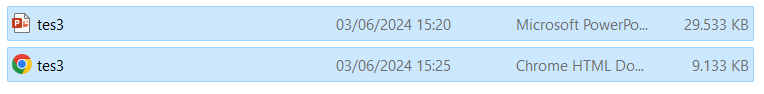 tes3 03/06/2024 15:20 Microsoft PowerPo... 29.533 KB
tes3 03/06/2024 15:25 Chrome HTML Do... 9.133 KB